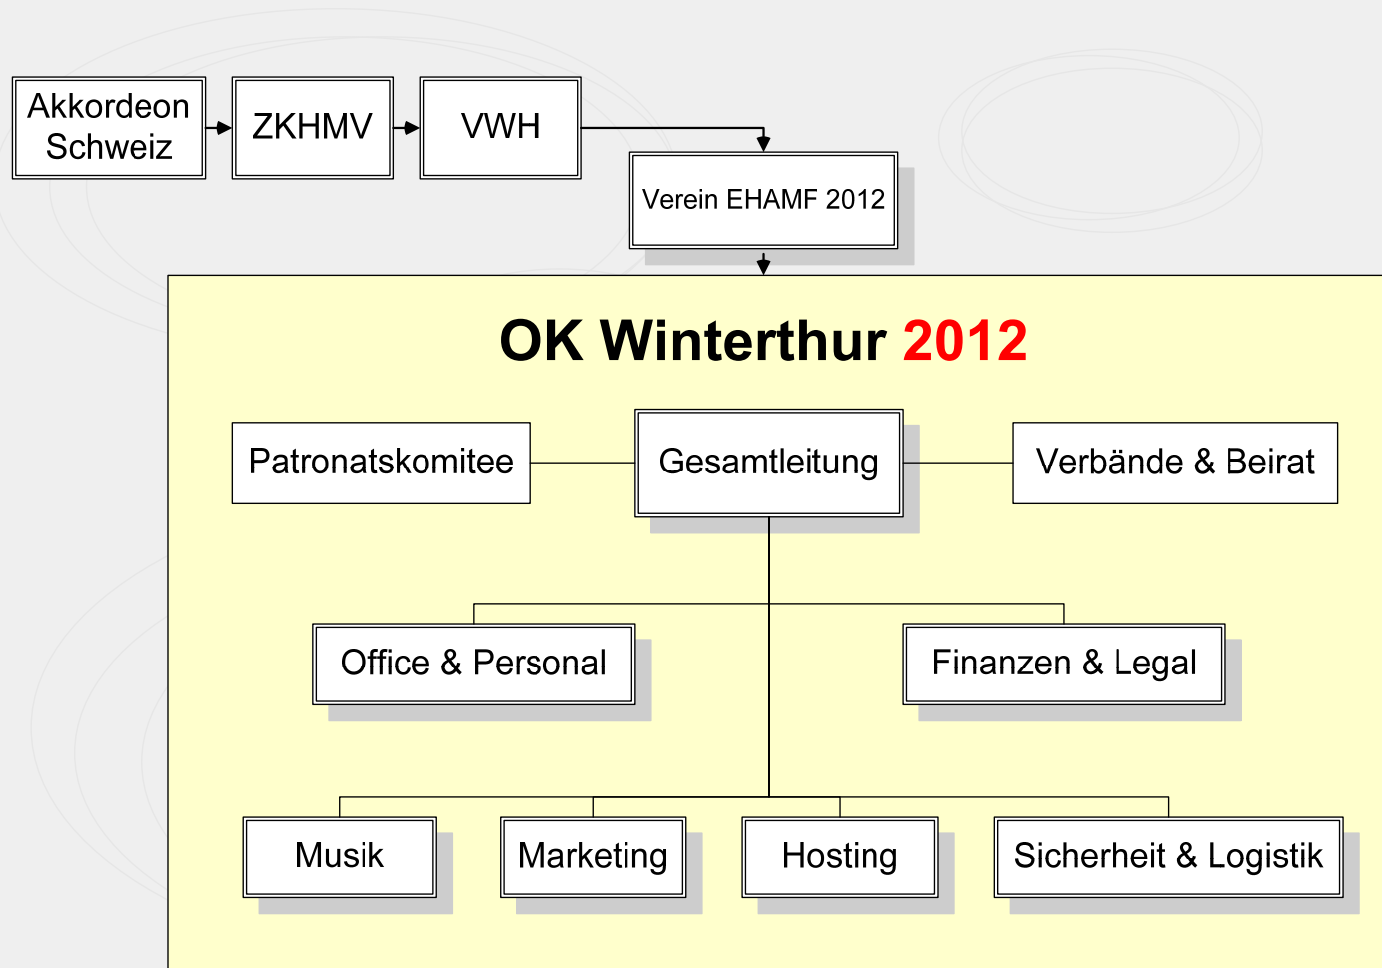 Akkordeon
Schweiz
ZKHMV
VWH
Verein EHAMF 2012
OK Winterthur 2012
Patronatskomitee
Gesamtleitung
Verbände & Beirat
Office & Personal
Finanzen & Legal
Musik
Marketing
Hosting
Sicherheit & Logistik